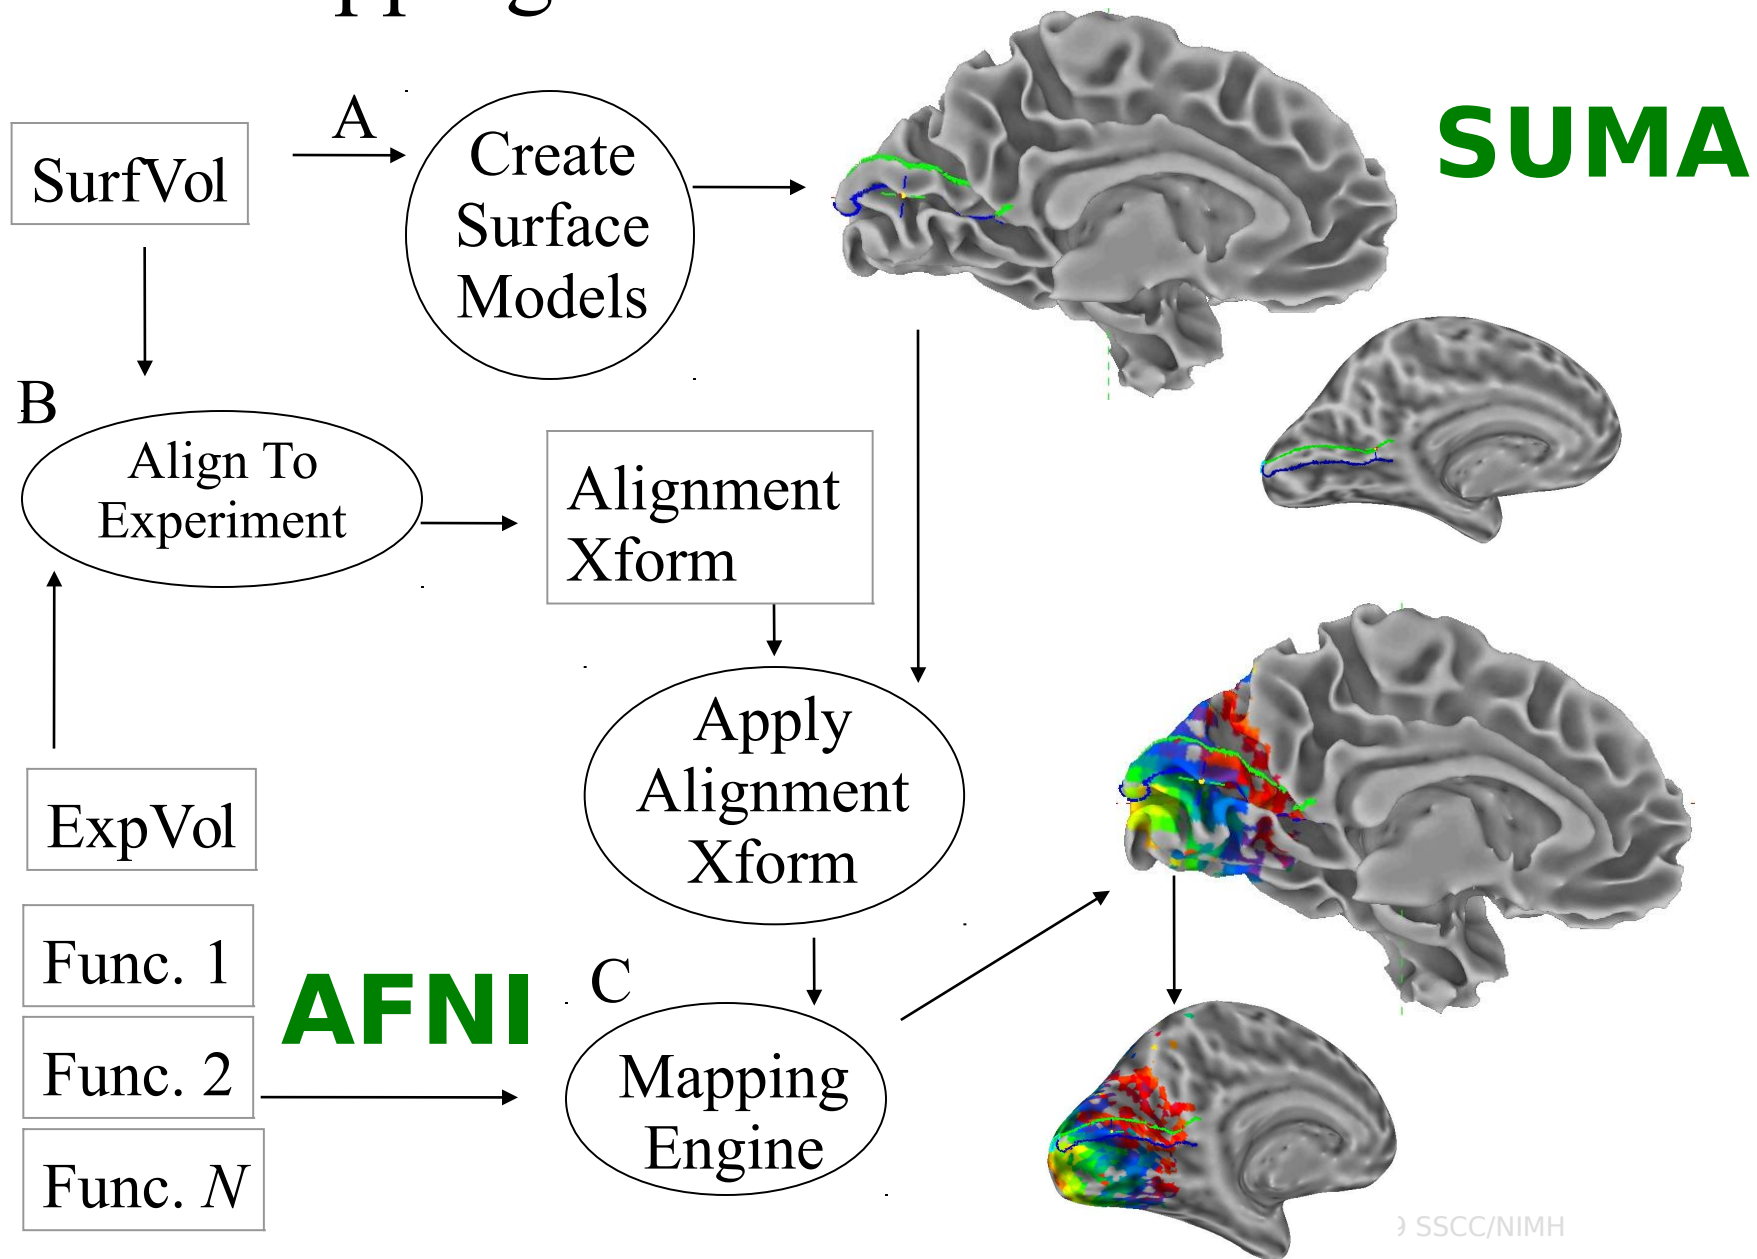 A
SurfVol
Create
Surface
Models
SUMA
B
Align To
Experiment
Alignment
Xform
Apply
Alignment
Xform
ExpVol
Func. 1
Func. 2
Func. N
AFNI
C
Mapping
Engine
SSCC/NIMH